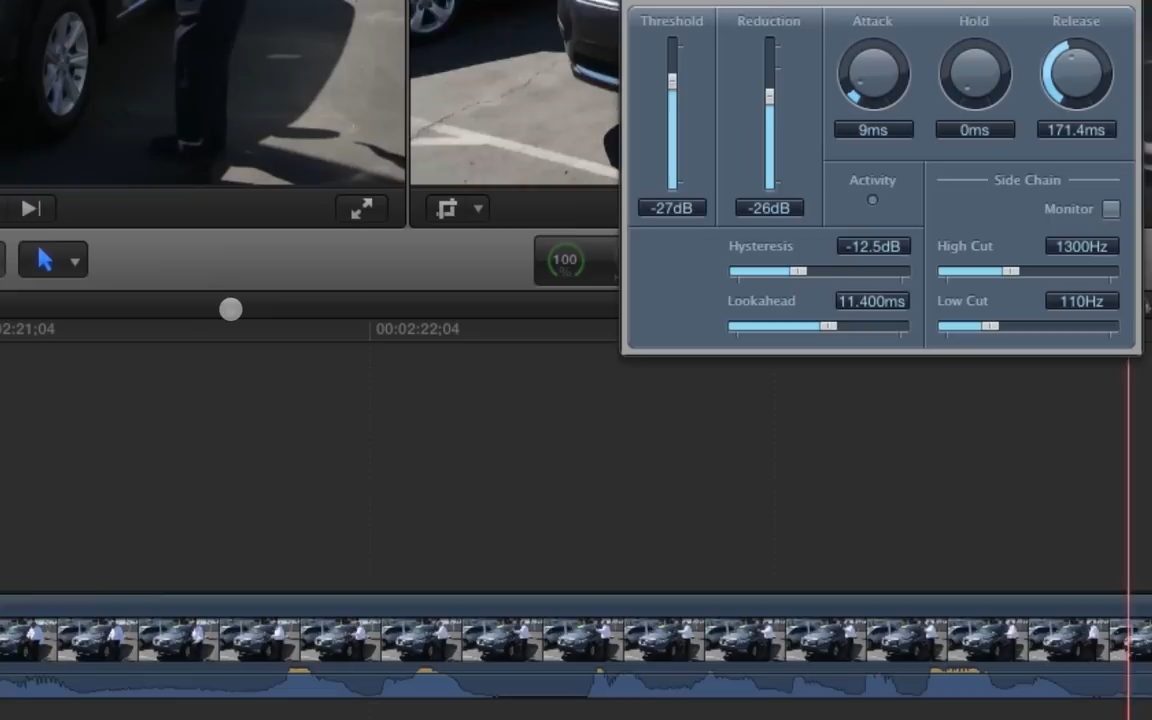 Threshold Reduction Attack Hold Release
9ms 0ms 171.4ms
Activity Side Chain
-27dB -26dB Monitor
Hysteresis -12.5dB High Cut 1300Hz
100
%
Lookahead 11.400ms Low Cut 110Hz
2:21;04 00:02:22;04